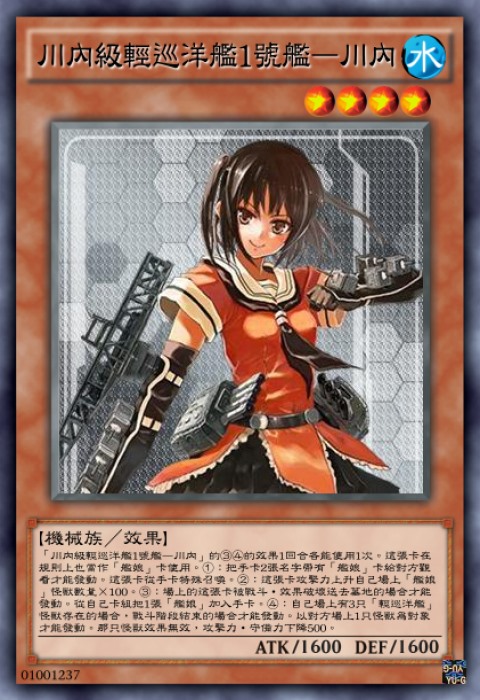 川內級輕巡洋艦1號艦—川內
水
[機械族／效果]
「川內級輕巡洋艦1號艦—川內」的③④的效果1回合各能使用1次。這張卡在
規則上也當作「艦娘」卡使用。①：把手卡2張名字帶有「艦娘」卡給對方觀
看才能發動。這張卡從手卡特殊召喚。②：這張卡攻擊力上升自己場上「艦娘」
怪獸數量×100。③：場上的這張卡被戰鬥、效果破壞送去墓地的場合才能
發動。從自己卡組把1張「艦娘」加入手卡。④：自己場上有3只「輕巡洋艦」
怪獸存在的場合，戰斗階段結束的場合才能發動。以對方場上1只怪獸為對象
才能發動。那只怪獸效果無效，攻擊力、守備力下降500。
ATK/1600 DEF/1600
01001237